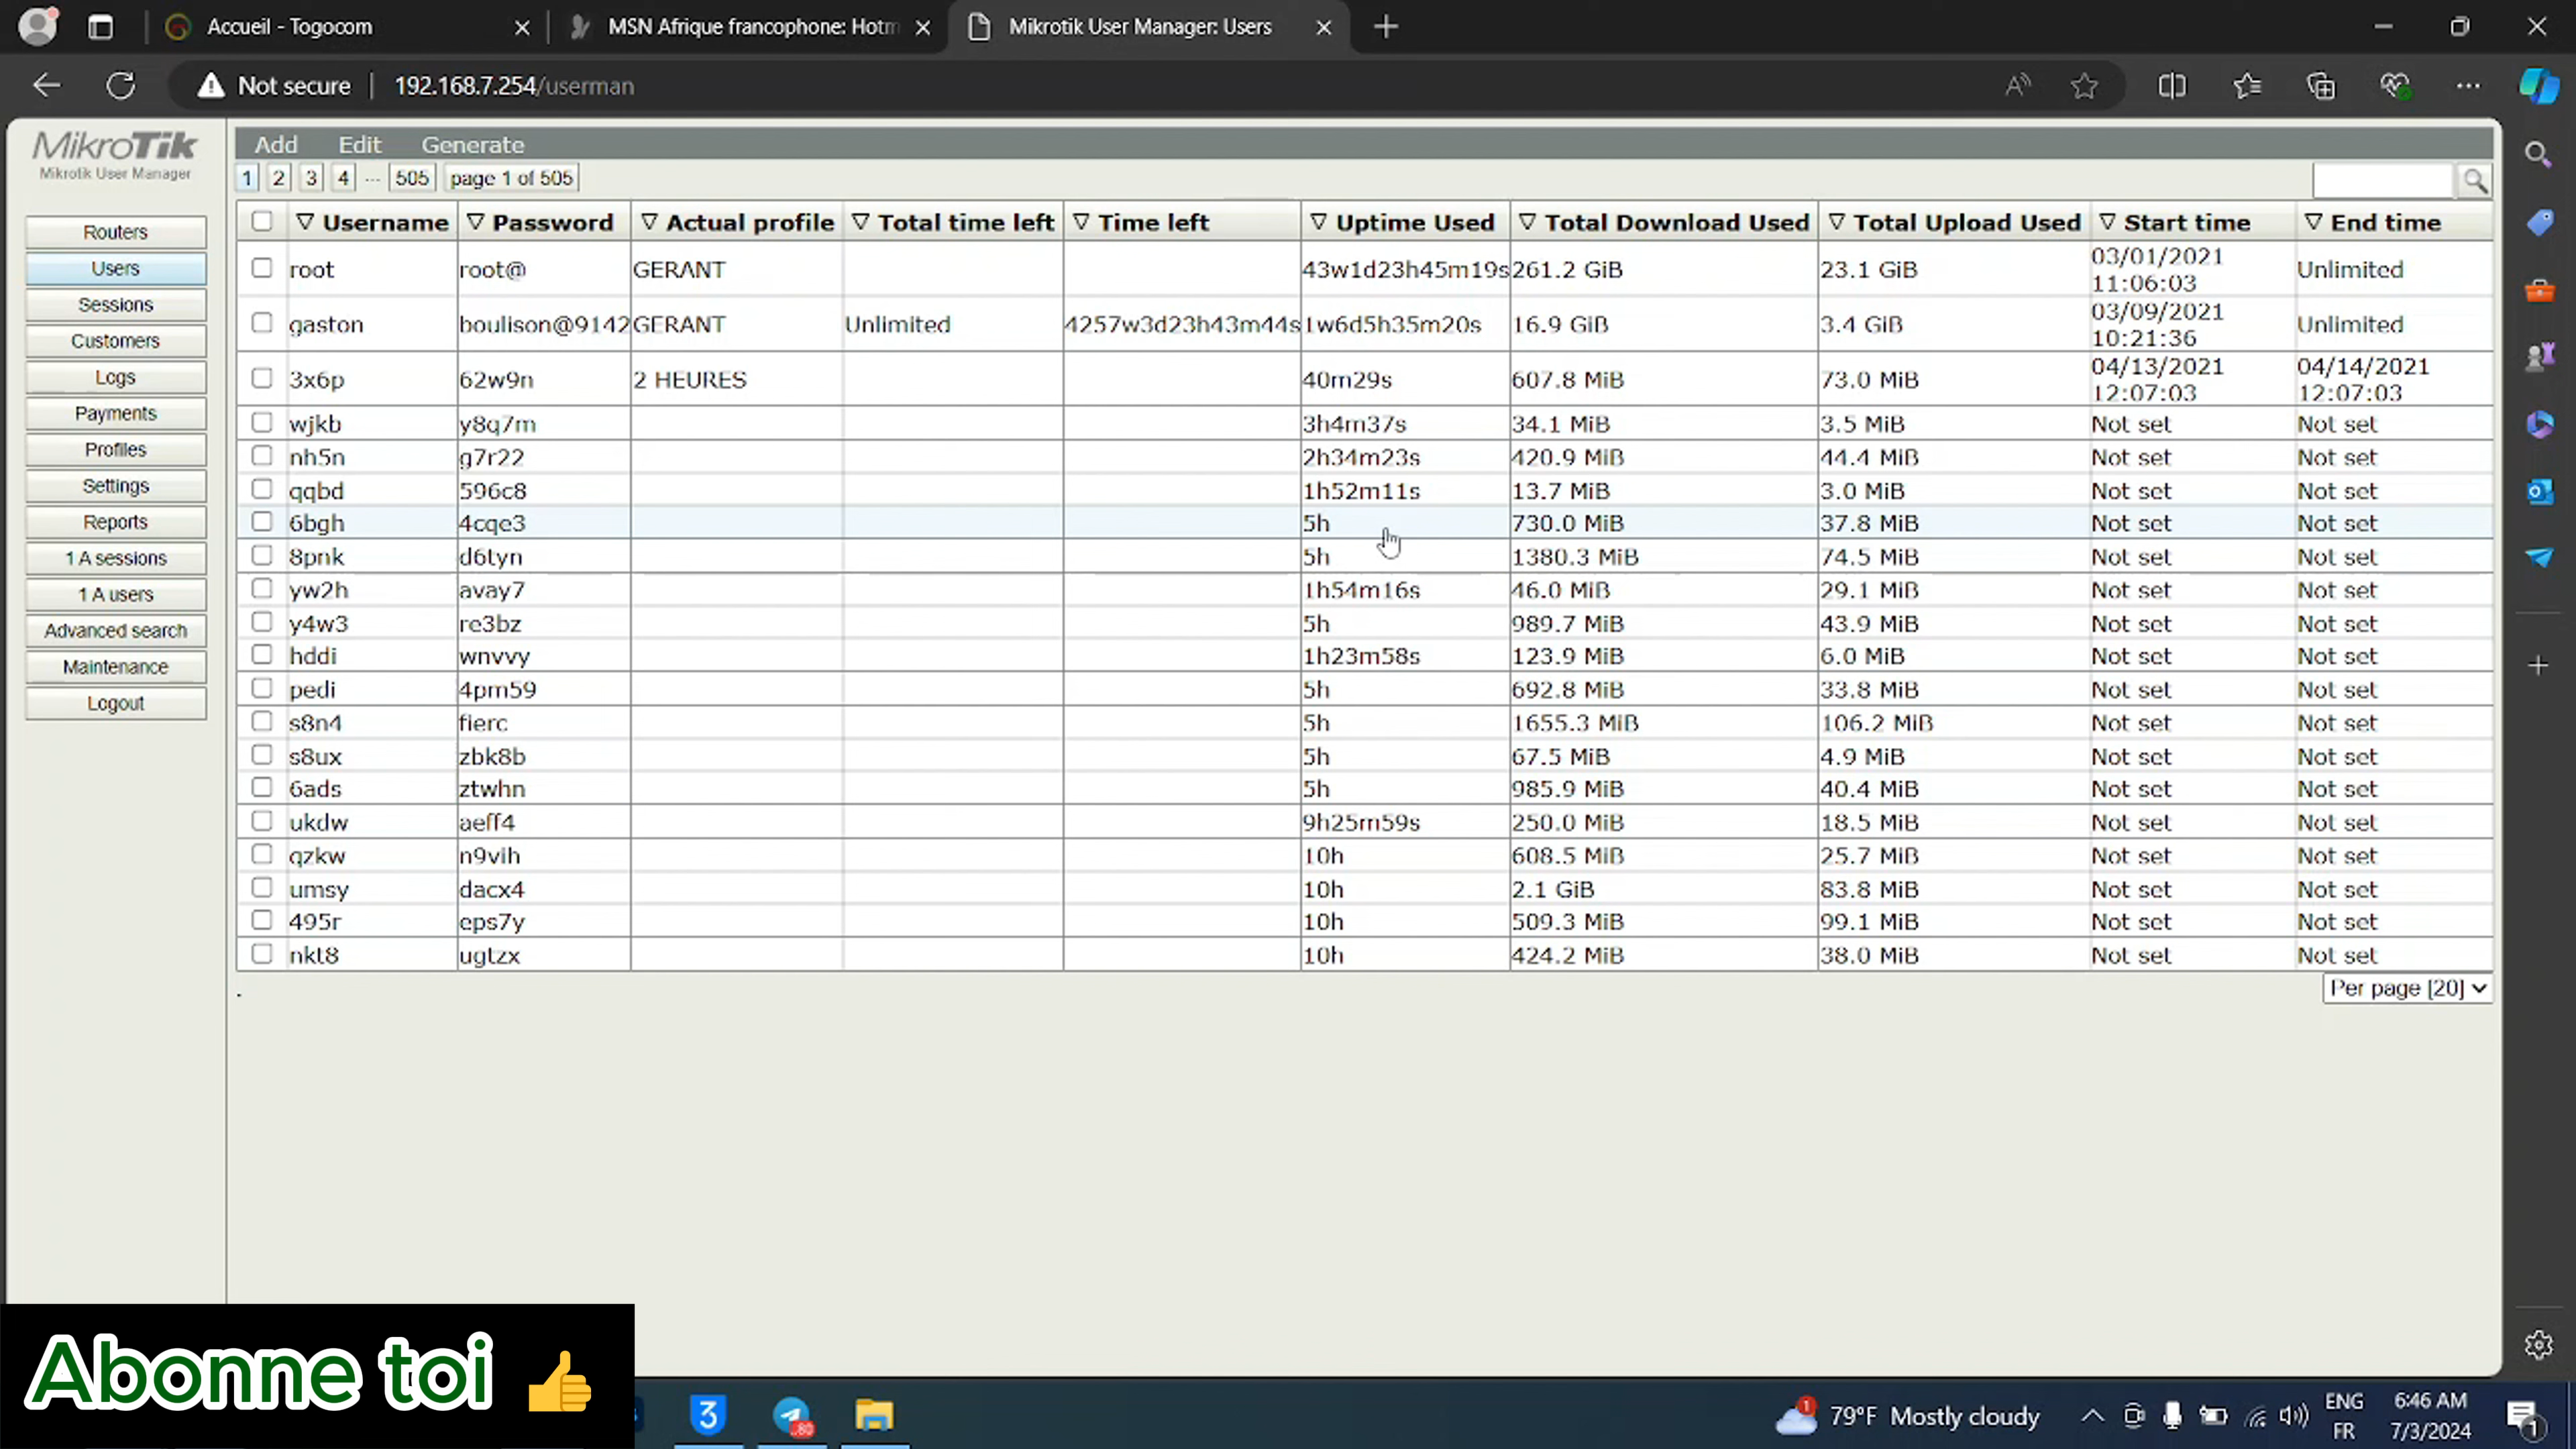 Accueil - Togocom
MSN Afrique francophone: Hotm
Mikrotik User Manager: Users
Not secure
192.168.7.254/userman
MikroTik
Mikrotik User Manager
Routers
Users
Sessions
Customers
Logs
Payments
Profiles
Settings
Reports
1 A sessions
1 A users
Advanced search
Maintenance
Logout
Add Edit Generate
1 2 3 4 ... 505 page 1 of 505
Username Password Actual profile Total time left Time left Uptime Used Total Download Used Total Upload Used Start time End time
root root@ GERANT 43w1d23h45m19s 261.2 GiB 23.1 GiB 03/01/2021 11:06:03 Unlimited
gaston boulison@9142 GERANT Unlimited 4257w3d23h43m44s 1w6d5h35m20s 16.9 GiB 3.4 GiB 03/09/2021 10:21:36 Unlimited
3x6p 62w9n 2 HEURES 40m29s 607.8 MiB 73.0 MiB 04/13/2021 12:07:03 04/14/2021 12:07:03
wjkb y8q7m 3h4m37s 34.1 MiB 3.5 MiB Not set Not set
nh5n g7r22 2h34m23s 420.9 MiB 44.4 MiB Not set Not set
qqbd 596c8 1h52m11s 13.7 MiB 3.0 MiB Not set Not set
6bgh 4cqe3 5h 730.0 MiB 37.8 MiB Not set Not set
8pnk d6tyn 5h 1380.3 MiB 74.5 MiB Not set Not set
yw2h avay7 1h54m16s 46.0 MiB 29.1 MiB Not set Not set
y4w3 re3bz 5h 989.7 MiB 43.9 MiB Not set Not set
hddi wnvvy 1h23m58s 123.9 MiB 6.0 MiB Not set Not set
pedi 4pm59 5h 692.8 MiB 33.8 MiB Not set Not set
s8n4 fierc 5h 1655.3 MiB 106.2 MiB Not set Not set
s8ux zbk8b 5h 67.5 MiB 4.9 MiB Not set Not set
6ads ztwhn 5h 985.9 MiB 40.4 MiB Not set Not set
ukdw aeff4 9h25m59s 250.0 MiB 18.5 MiB Not set Not set
qzkw n9vih 10h 608.5 MiB 25.7 MiB Not set Not set
umsy dacx4 10h 2.1 GiB 83.8 MiB Not set Not set
495r eps7y 10h 509.3 MiB 99.1 MiB Not set Not set
nkt8 ugtzx 10h 424.2 MiB 38.0 MiB Not set Not set
Per page [20]
Abonne toi
3
80
1
79°F Mostly cloudy
ENG
FR
6:46 AM
7/3/2024
1